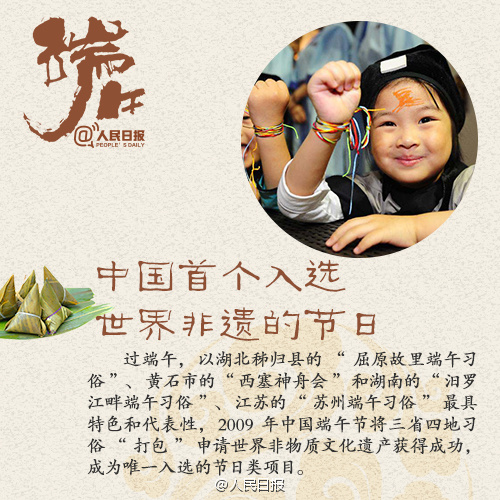 端午
@人民日报
PEOPLE'S DAILY
中国首个入选
世界非遗的节日
过端午，以湖北秭归县的“屈原故里端午习
俗”、黄石市的“西塞神舟会”和湖南的“汨罗
江畔端午习俗”、江苏的“苏州端午习俗”最具
特色和代表性，2009 年中国端午节将三省四地习
俗“打包”申请世界非物质文化遗产获得成功，
成为唯一入选的节日类项目。
@人民日报